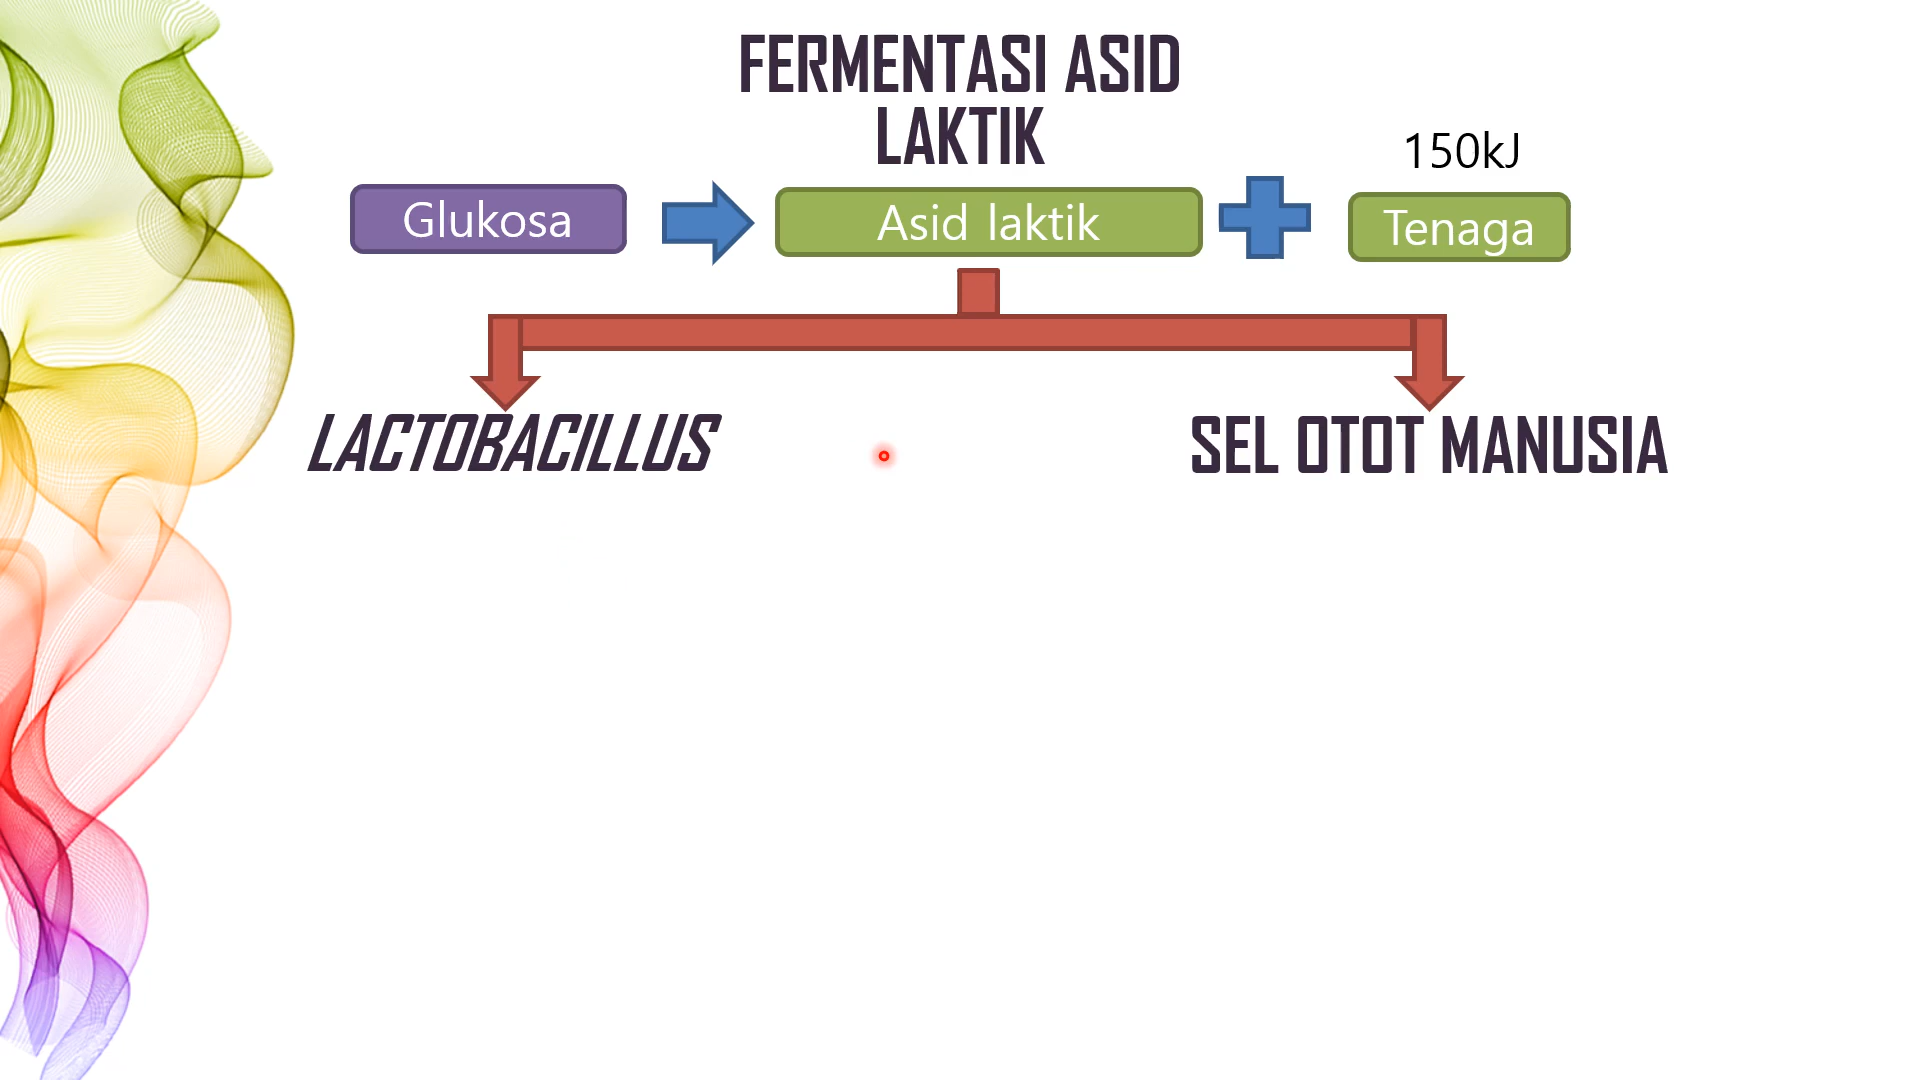 FERMENTASI ASID
LAKTIK
150kJ
Glukosa
Asid laktik
Tenaga
LACTOBACILLUS
SEL OTOT MANUSIA